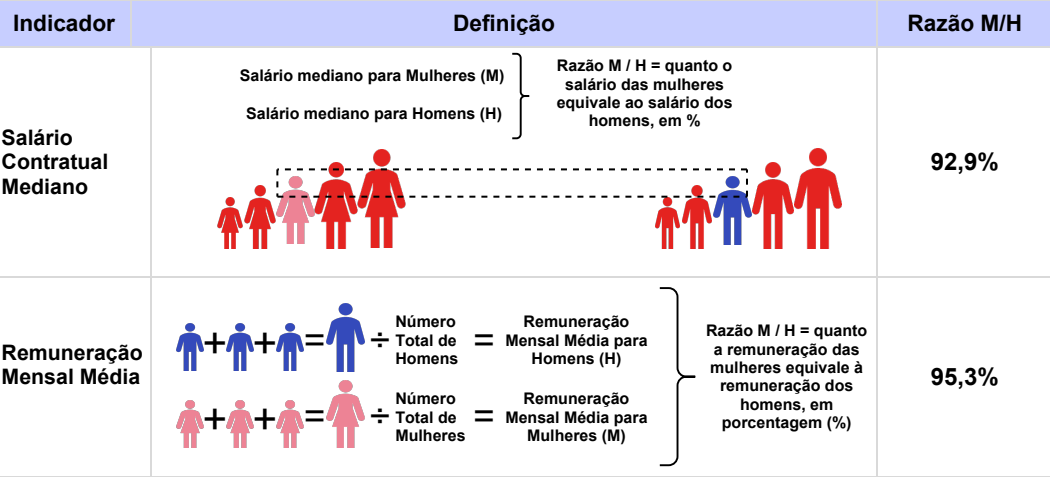 Indicador
Definição
Razão M/H
Salário
Contratual
Mediano
Salário mediano para Mulheres (M)
Salário mediano para Homens (H)
Razão M / H = quanto o
salário das mulheres
equivale ao salário dos
homens, em %
92,9%
Remuneração
Mensal Média
+ + = ÷
Número
Total de
Homens
=
Remuneração
Mensal Média para
Homens (H)
+ + = ÷
Número
Total de
Mulheres
=
Remuneração
Mensal Média para
Mulheres (M)
Razão M / H = quanto
a remuneração das
mulheres equivale à
remuneração dos
homens, em
porcentagem (%)
95,3%